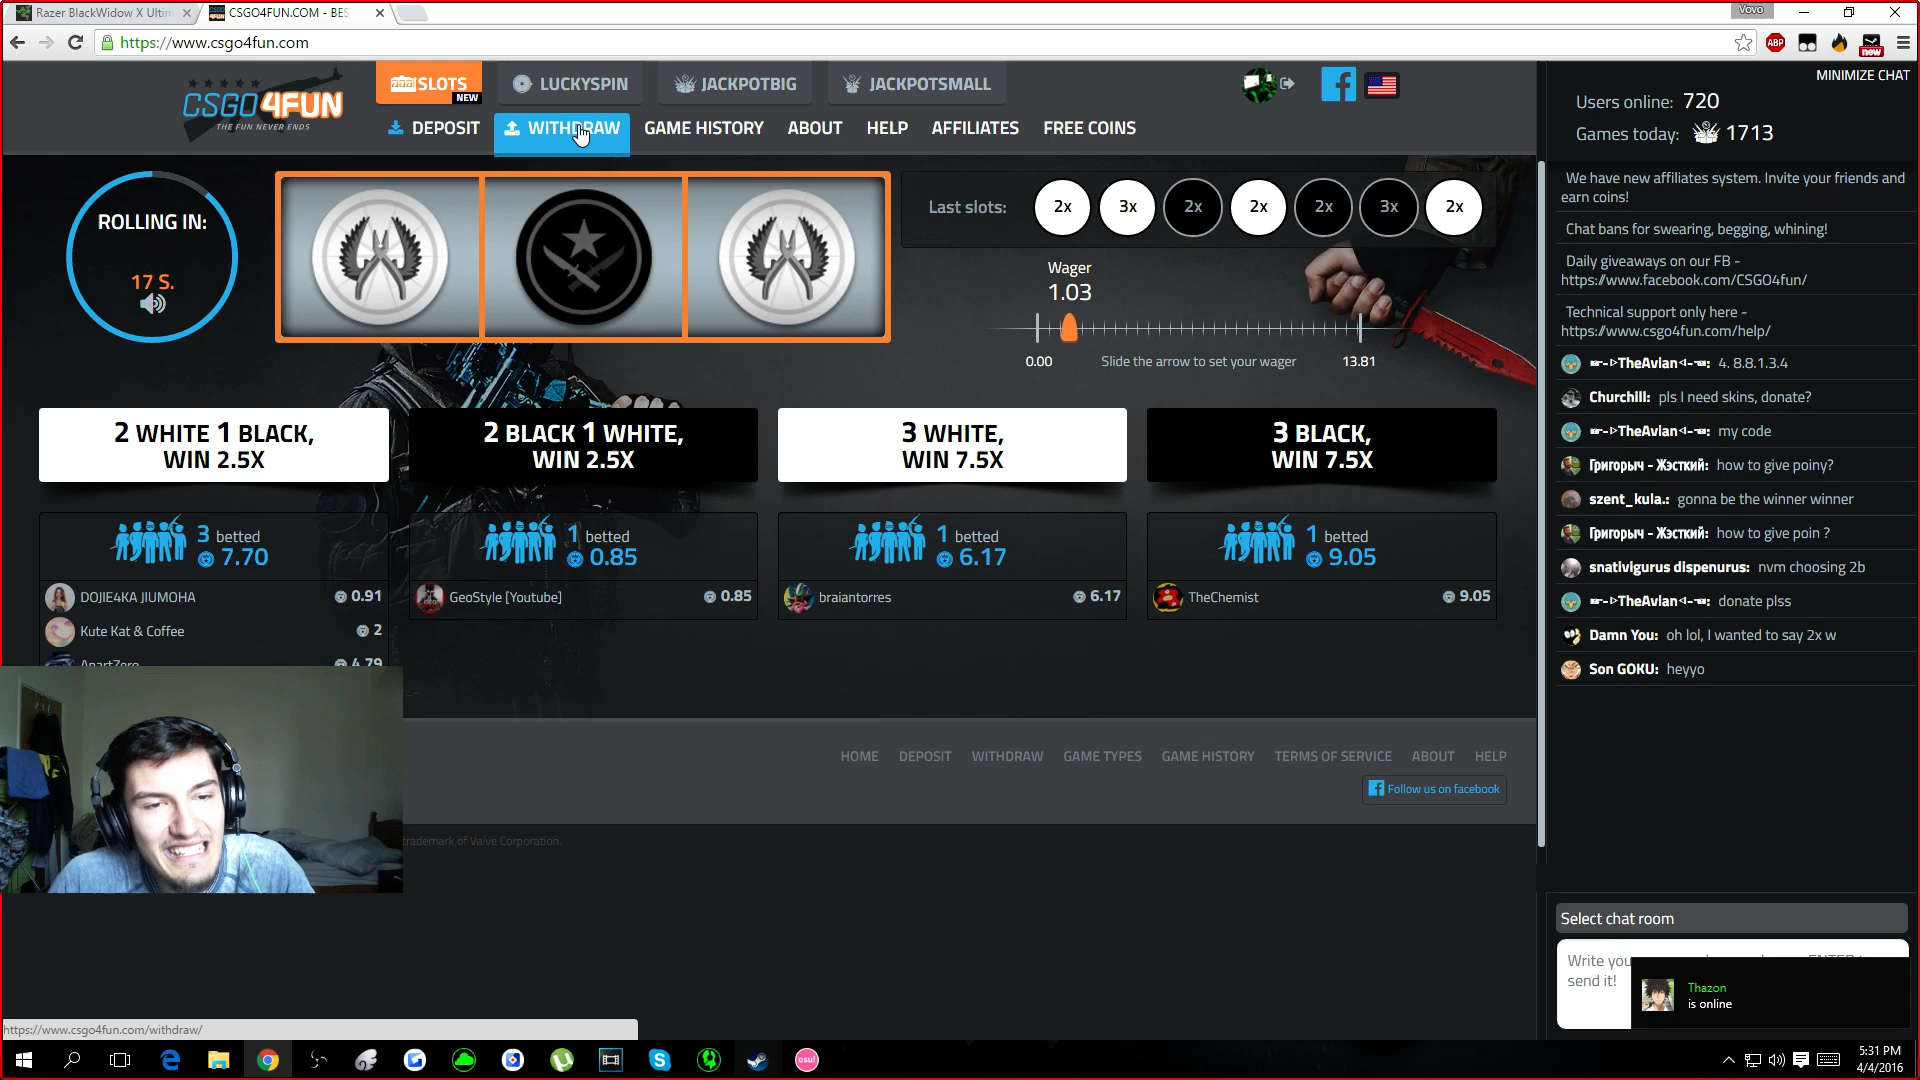 Razer BlackWidow X Ultim
CSGO4FUN.COM - BES
Vovo
https://www.csgo4fun.com
ABP
new
CSGO4FUN
THE FUN NEVER ENDS
SLOTS
NEW
LUCKYSPIN
JACKPOTBIG
JACKPOTSMALL
DEPOSIT
WITHDRAW
GAME HISTORY
ABOUT
HELP
AFFILIATES
FREE COINS
MINIMIZE CHAT
Users online: 720
Games today: 1713
ROLLING IN:
17 S.
Last slots:
2x
3x
2x
2x
2x
3x
2x
Wager
1.03
0.00
Slide the arrow to set your wager
13.81
2 WHITE 1 BLACK,
WIN 2.5X
2 BLACK 1 WHITE,
WIN 2.5X
3 WHITE,
WIN 7.5X
3 BLACK,
WIN 7.5X
3 betted
7.70
1 betted
0.85
1 betted
6.17
1 betted
9.05
DOJIE4KA JIUMOHA 0.91
Kute Kat & Coffee 2
ApartZero 4.79
GeoStyle [Youtube] 0.85
braiantorres 6.17
TheChemist 9.05
We have new affiliates system. Invite your friends and
earn coins!
Chat bans for swearing, begging, whining!
Daily giveaways on our FB -
https://www.facebook.com/CSGO4fun/
Technical support only here -
https://www.csgo4fun.com/help/
TheAvian: 4. 8.8.1.3.4
Churchill: pls I need skins, donate?
TheAvian: my code
Григорыч - Жэсткий: how to give poiny?
szent_kula.: gonna be the winner winner
Григорыч - Жэсткий: how to give poin ?
snativigurus dispenurus: nvm choosing 2b
TheAvian: donate plss
Damn You: oh lol, I wanted to say 2x w
Son GOKU: heyyo
HOME
DEPOSIT
WITHDRAW
GAME TYPES
GAME HISTORY
TERMS OF SERVICE
ABOUT
HELP
Follow us on facebook
trademark of Valve Corporation.
Select chat room
Write you
send it!
Thazon
is online
https://www.csgo4fun.com/withdraw/
osu!
5:31 PM
4/4/2016